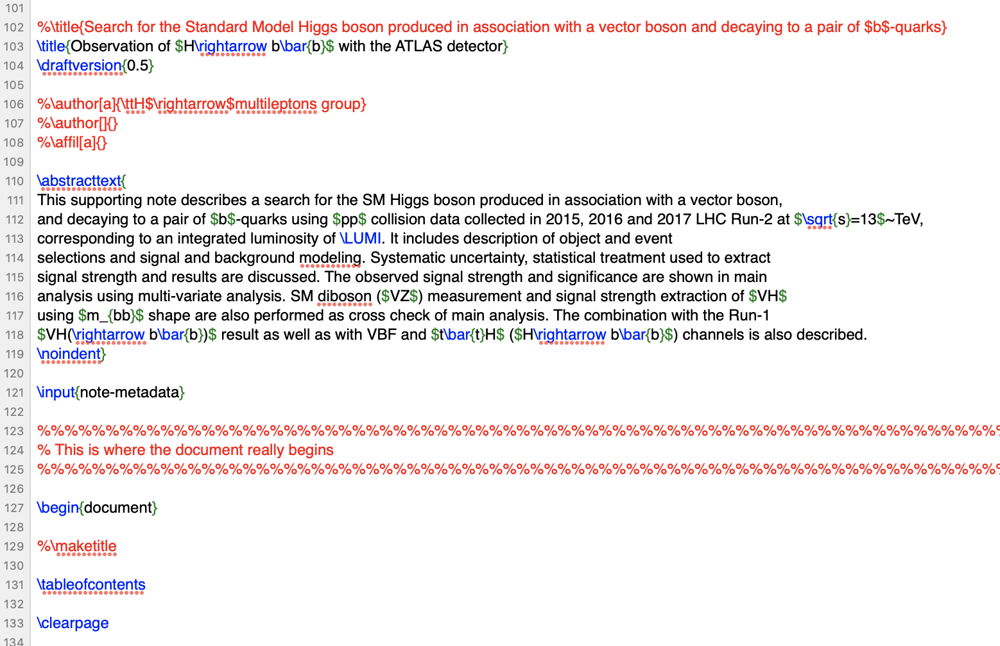 101
102 %\title{Search for the Standard Model Higgs boson produced in association with a vector boson and decaying to a pair of $b$-quarks}
103 \title{Observation of $H\rightarrow b\bar{b}$ with the ATLAS detector}
104 \draftversion{0.5}
105
106 %\author[a]{\ttH$\rightarrow$multileptons group}
107 %\author[]{}
108 %\affil[a]{}
109
110 \abstracttext{
111 This supporting note describes a search for the SM Higgs boson produced in association with a vector boson,
112 and decaying to a pair of $b$-quarks using $pp$ collision data collected in 2015, 2016 and 2017 LHC Run-2 at $\sqrt{s}=13$~TeV,
113 corresponding to an integrated luminosity of \LUMI. It includes description of object and event
114 selections and signal and background modeling. Systematic uncertainty, statistical treatment used to extract
115 signal strength and results are discussed. The observed signal strength and significance are shown in main
116 analysis using multi-variate analysis. SM diboson ($VZ$) measurement and signal strength extraction of $VH$
117 using $m_{bb}$ shape are also performed as cross check of main analysis. The combination with the Run-1
118 $VH(\rightarrow b\bar{b})$ result as well as with VBF and $t\bar{t}H$ ($H\rightarrow b\bar{b}$) channels is also described.
119 \noindent}
120
121 \input{note-metadata}
122
123 %%%%%%%%%%%%%%%%%%%%%%%%%%%%%%%%%%%%%%%%%%%%%%%%%%%%%%%%%%%%%%%%%%%%%%%%
124 % This is where the document really begins
125 %%%%%%%%%%%%%%%%%%%%%%%%%%%%%%%%%%%%%%%%%%%%%%%%%%%%%%%%%%%%%%%%%%%%%%%%
126
127 \begin{document}
128
129 %\maketitle
130
131 \tableofcontents
132
133 \clearpage
134